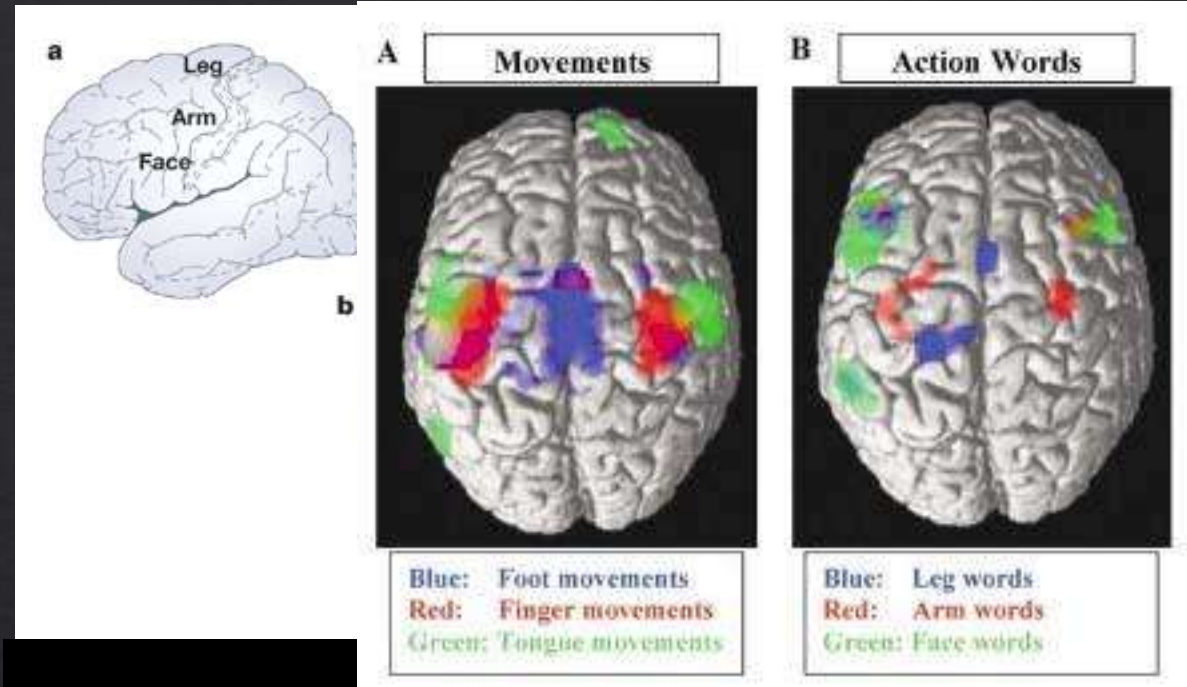 a
Leg
Arm
Face
b
A
Movements
Blue: Foot movements
Red: Finger movements
Green: Tongue movements
B
Action Words
Blue: Leg words
Red: Arm words
Green: Face words